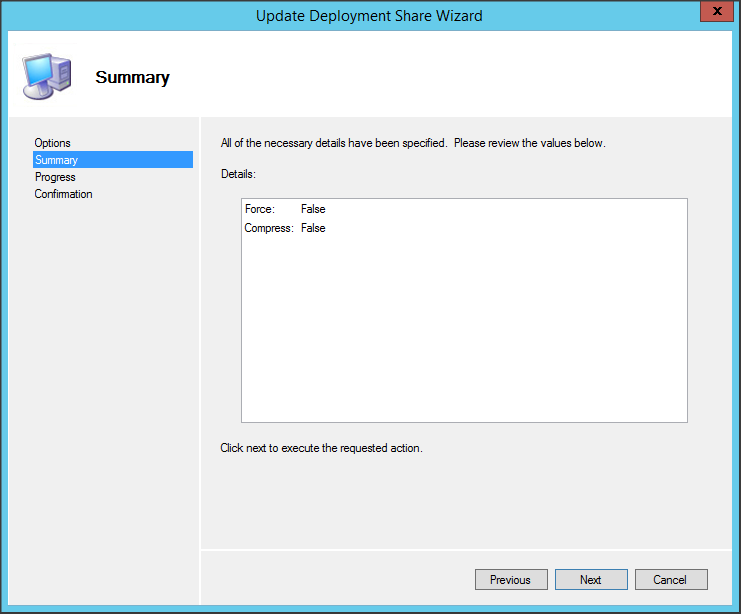 Update Deployment Share Wizard
Summary
Options
Summary
Progress
Confirmation
All of the necessary details have been specified.  Please review the values below.
Details:
Force: False
Compress: False
Click next to execute the requested action.
Previous Next Cancel